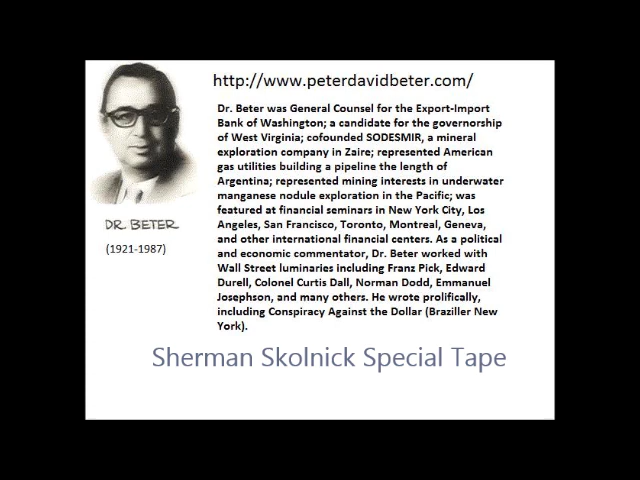 http://www.peterdavidbeter.com/
Dr. Beter was General Counsel for the Export-Import
Bank of Washington; a candidate for the governorship
of West Virginia; cofounded SODESMIR, a mineral
exploration company in Zaire; represented American
gas utilities building a pipeline the length of
Argentina; represented mining interests in underwater
manganese nodule exploration in the Pacific; was
featured at financial seminars in New York City, Los
Angeles, San Francisco, Toronto, Montreal, Geneva,
and other international financial centers. As a political
and economic commentator, Dr. Beter worked with
Wall Street luminaries including Franz Pick, Edward
Durell, Colonel Curtis Dall, Norman Dodd, Emmanuel
Josephson, and many others. He wrote prolifically,
including Conspiracy Against the Dollar (Braziller New
York).
DR. BETER
(1921-1987)
Sherman Skolnick Special Tape